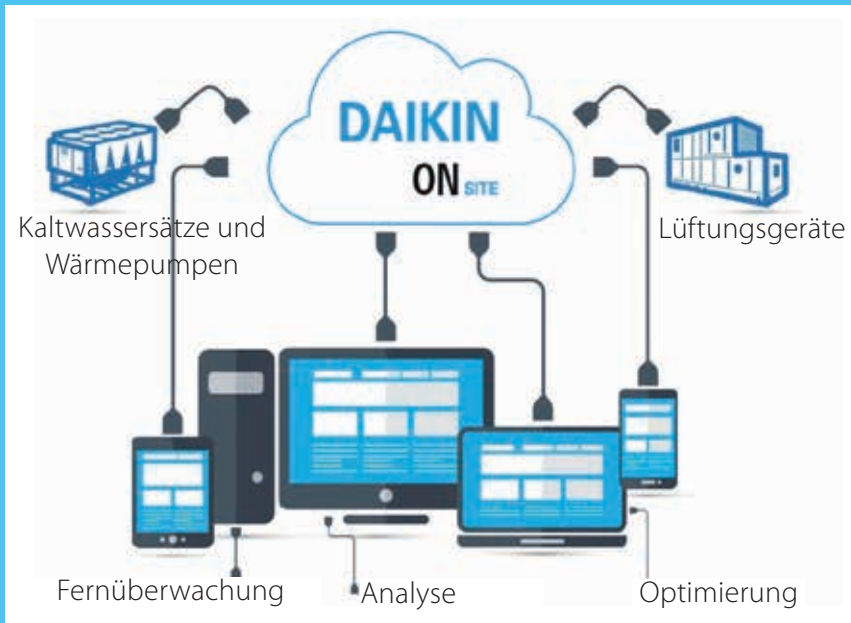 DAIKIN
ON SITE
Kaltwassersätze und
Wärmepumpen
Lüftungsgeräte
Fernüberwachung
Analyse
Optimierung